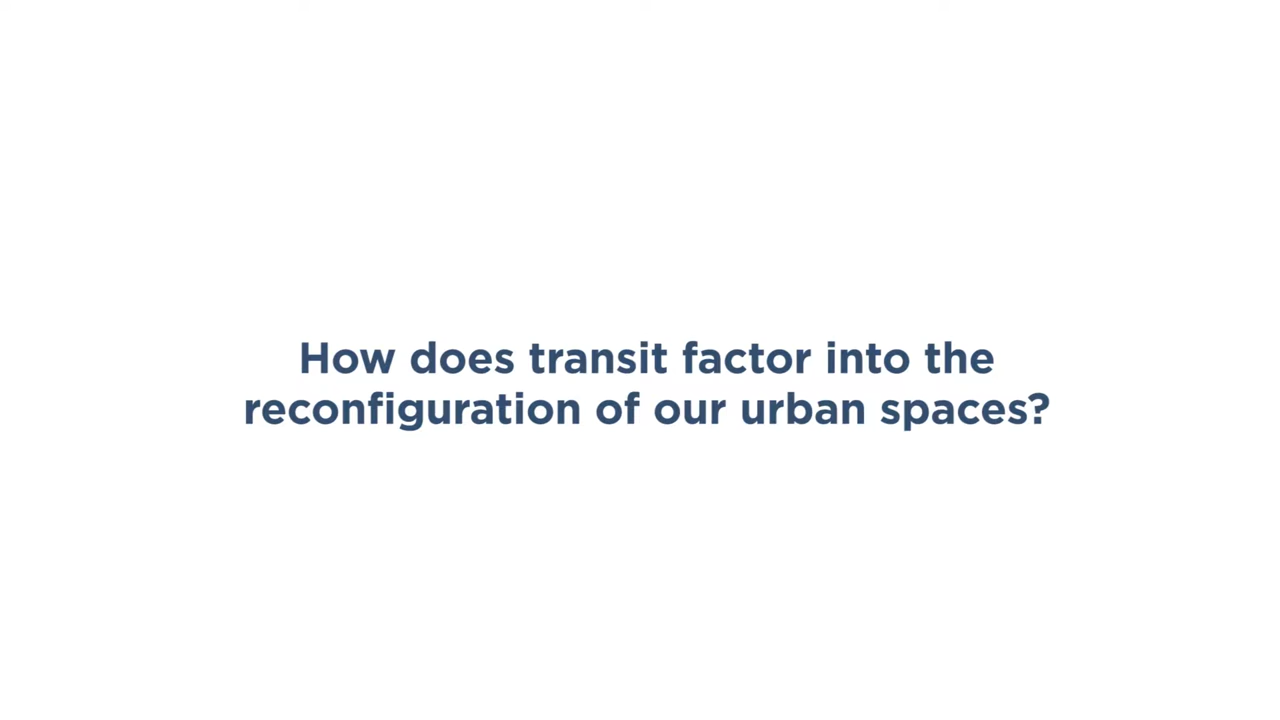 How does transit factor into the
reconfiguration of our urban spaces?